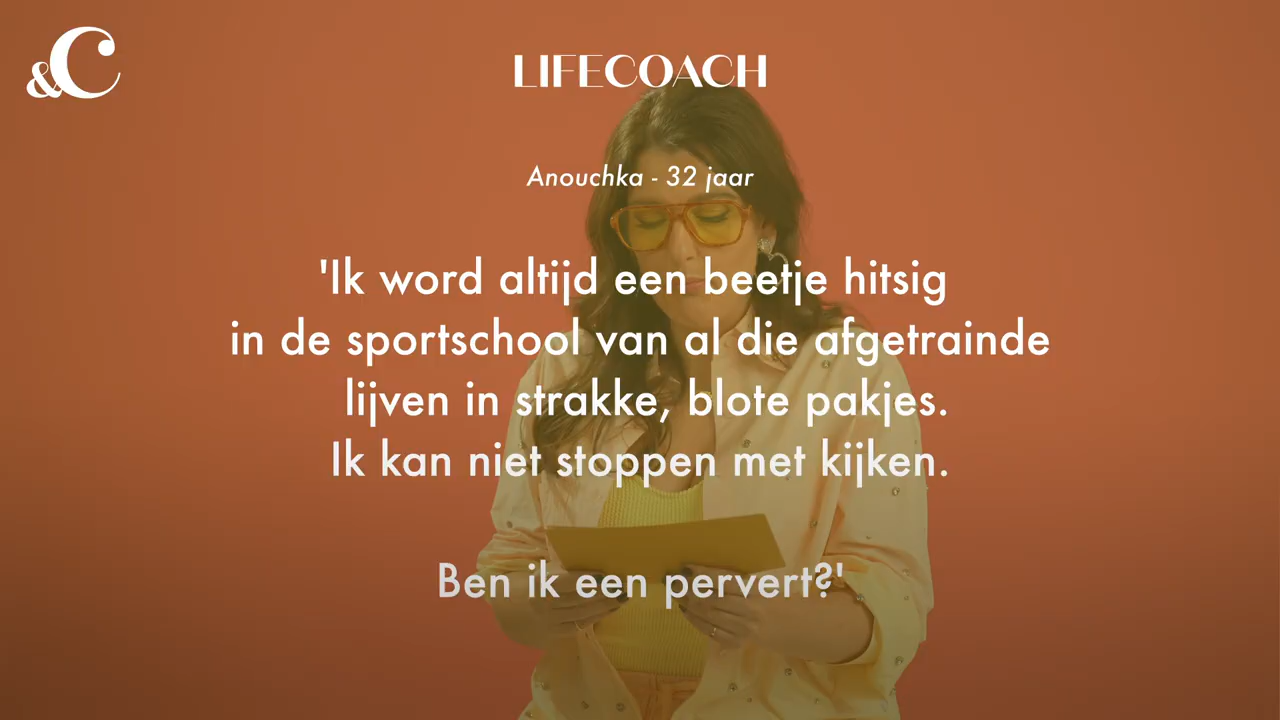 &C
LIFECOACH
Anouchka - 32 jaar
'Ik word altijd een beetje hitsig
in de sportschool van al die afgetrainde
lijven in strakke, blote pakjes.
Ik kan niet stoppen met kijken.
Ben ik een pervert?'